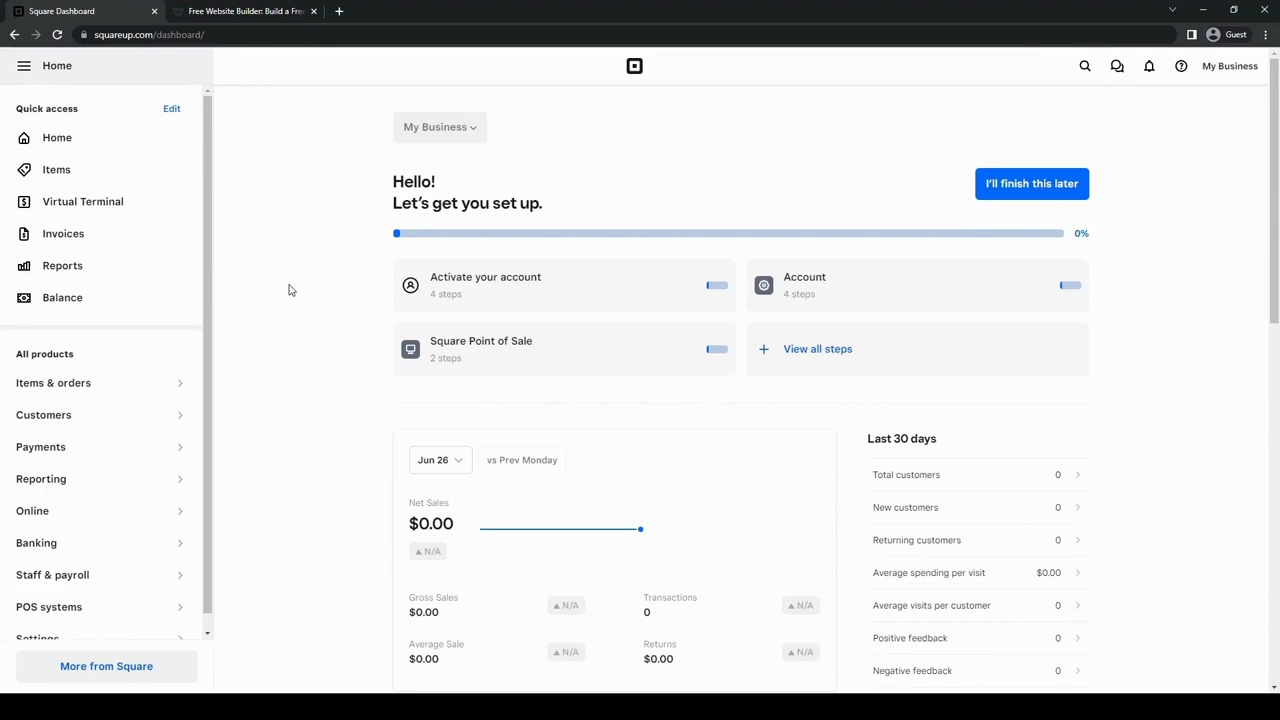 Square Dashboard
Free Website Builder: Build a Free
squareup.com/dashboard/
Guest
Home
My Business
Quick access
Edit
Home
Items
Virtual Terminal
Invoices
Reports
Balance
All products
Items & orders
Customers
Payments
Reporting
Online
Banking
Staff & payroll
POS systems
Settings
More from Square
My Business
Hello!
Let's get you set up.
I'll finish this later
0%
Activate your account
4 steps
Account
4 steps
Square Point of Sale
2 steps
View all steps
Jun 26
vs Prev Monday
Net Sales
$0.00
N/A
Gross Sales
$0.00
N/A
Transactions
0
N/A
Average Sale
$0.00
N/A
Returns
$0.00
N/A
Last 30 days
Total customers 0
New customers 0
Returning customers 0
Average spending per visit $0.00
Average visits per customer 0
Positive feedback 0
Negative feedback 0